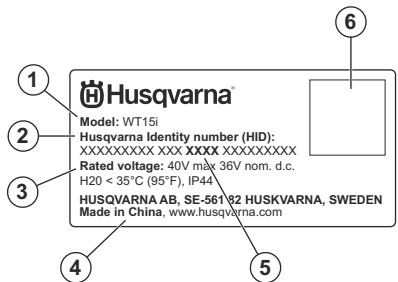 6
1
Husqvarna
Model: WT15i
2
Husqvarna Identity number (HID):
XXXXXXXXX XXX XXXX XXXXXXXXX
3
Rated voltage: 40V max 36V nom. d.c.
H20 < 35°C (95°F), IP44
HUSQVARNA AB, SE-561 82 HUSKVARNA, SWEDEN
Made in China, www.husqvarna.com
4
5